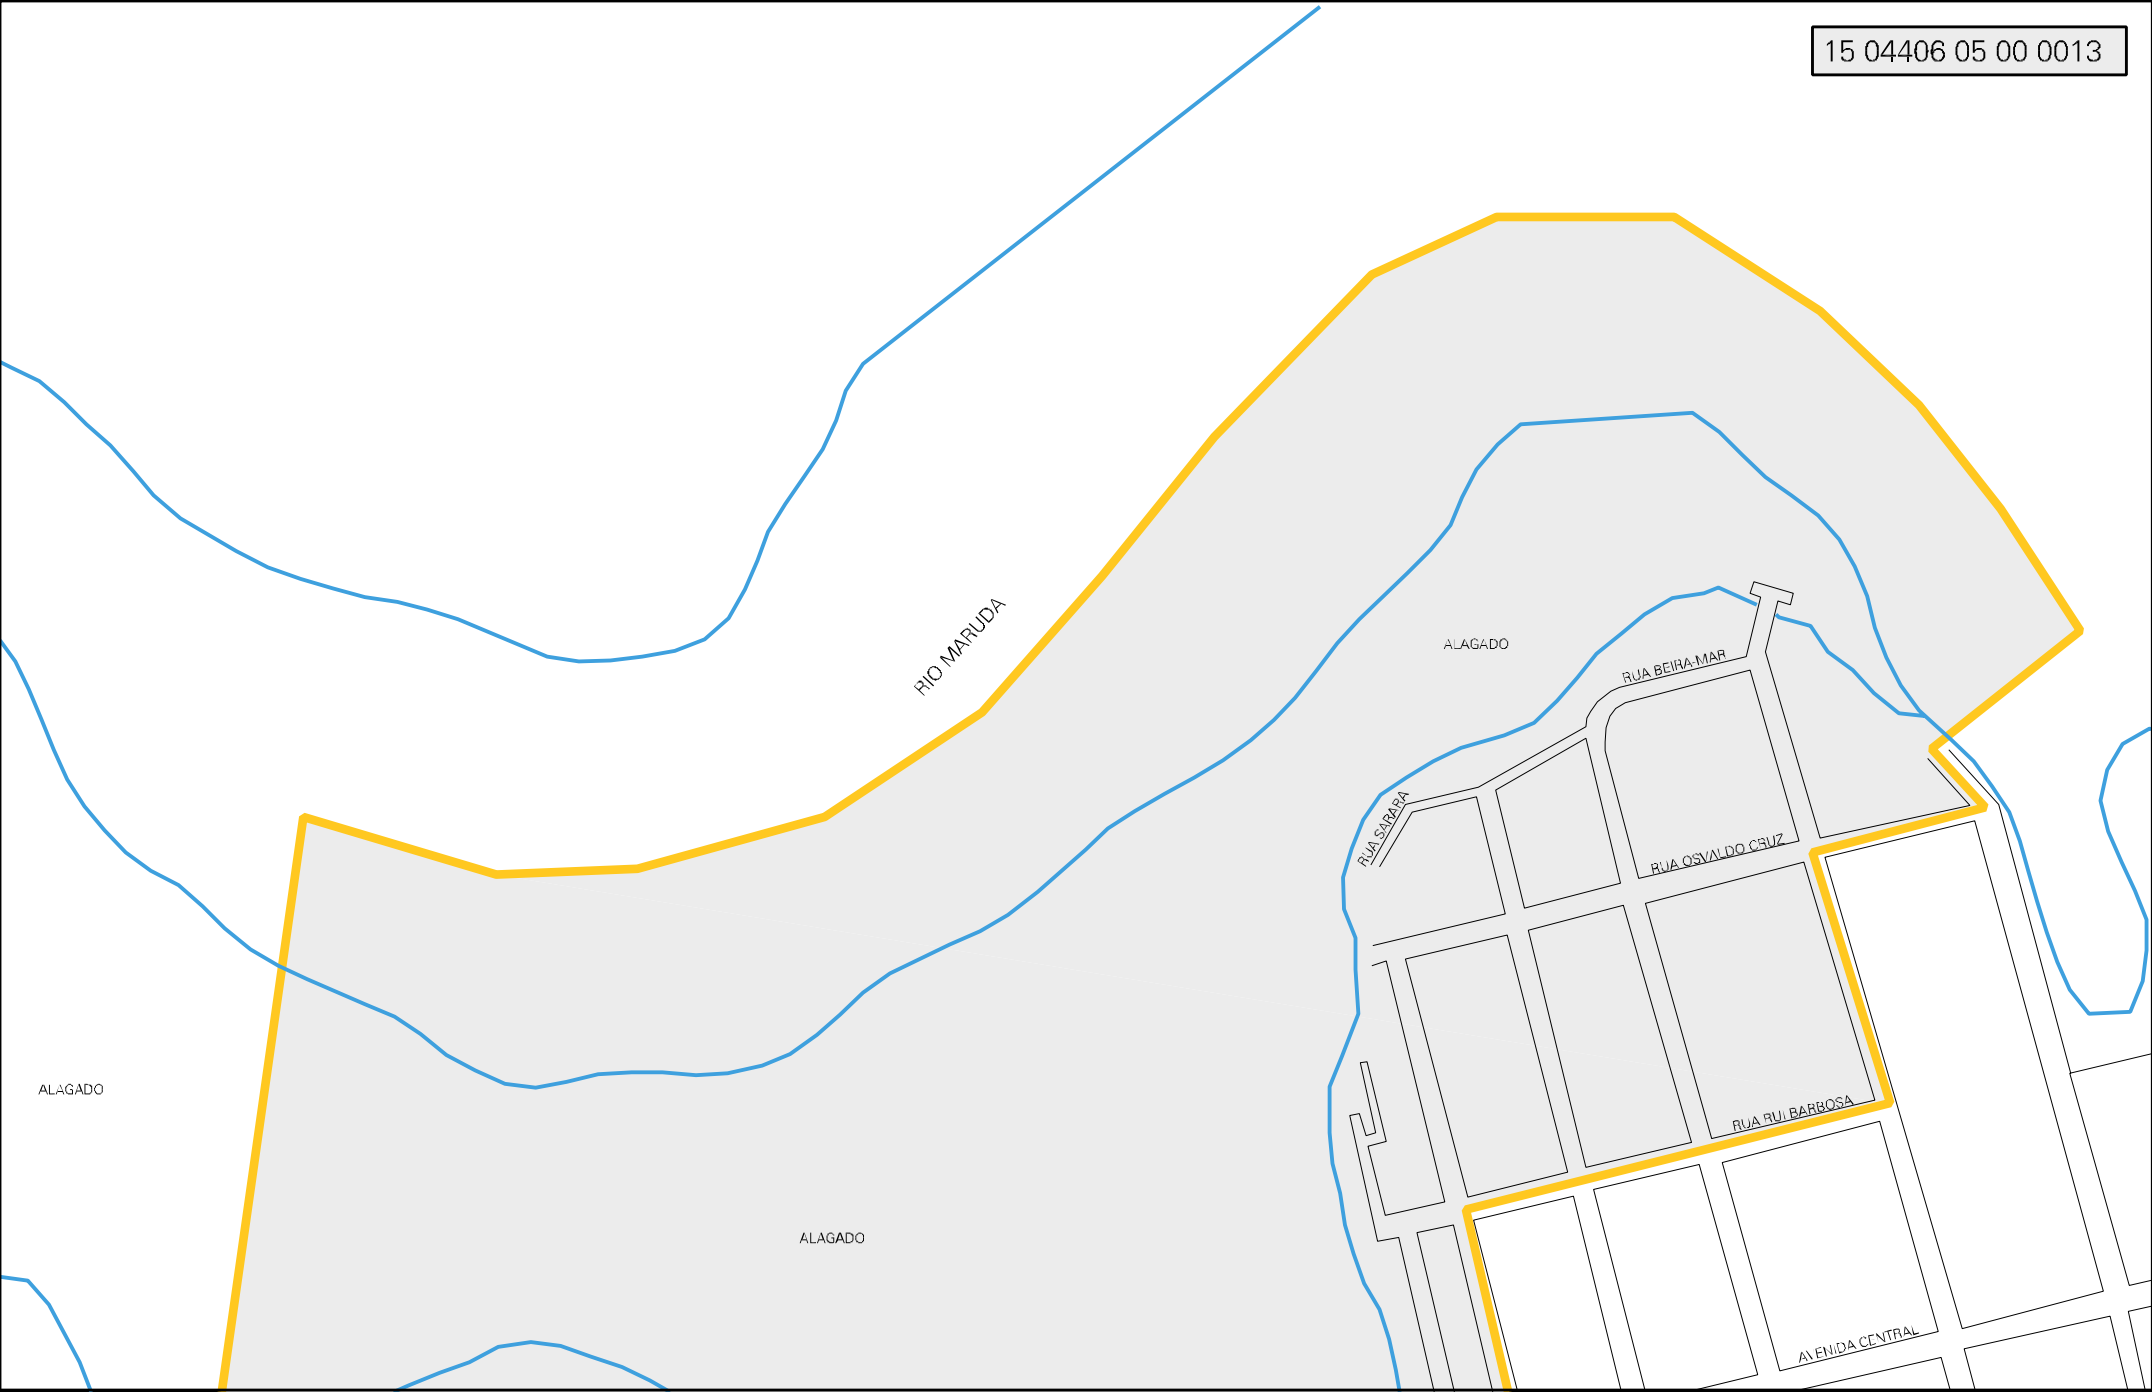 15 04406 05 00 0013
RIO MARUDA
ALAGADO
RUA BEIRA-MAR
RUA SARARA
RUA OSVALDO CRUZ
ALAGADO
RUA RUI BARBOSA
ALAGADO
AVENIDA CENTRAL